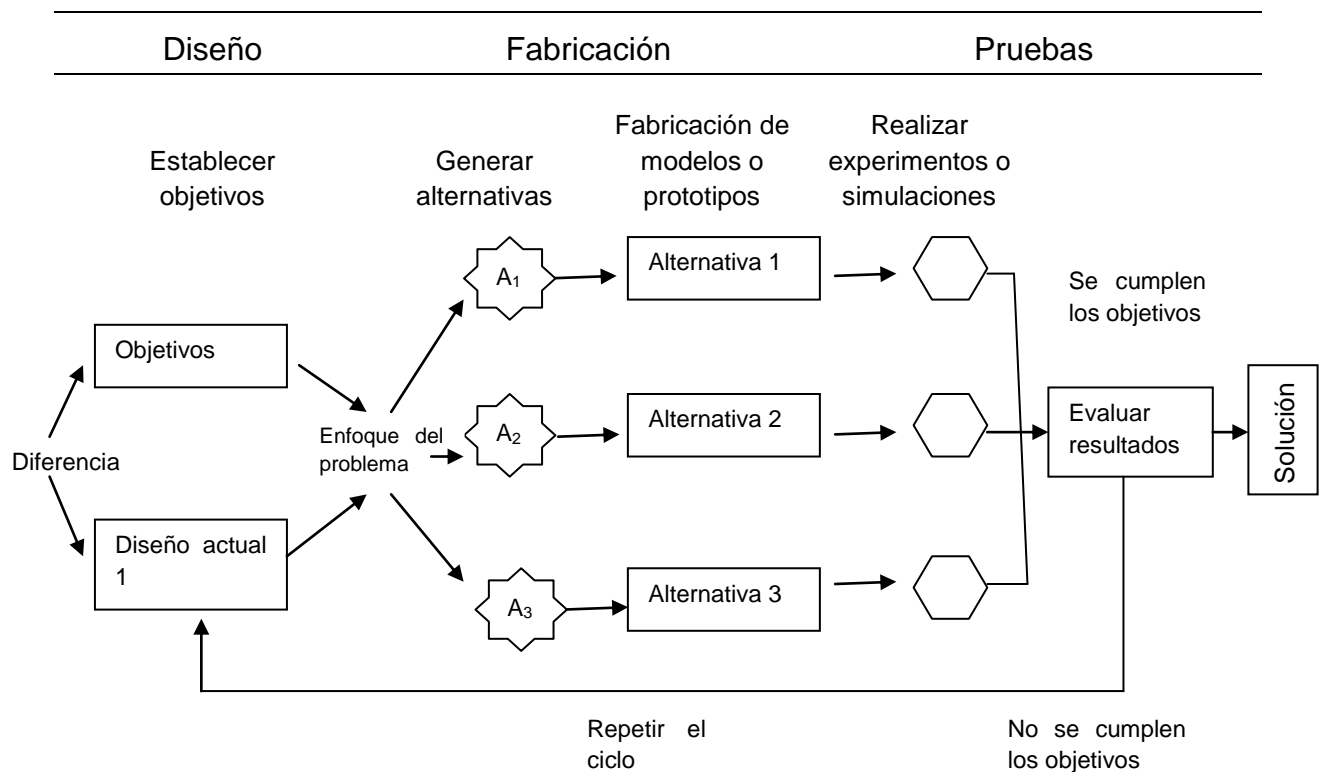 Diseño
Fabricación
Pruebas
Establecer
objetivos
Generar
alternativas
Fabricación de
modelos o
prototipos
Realizar
experimentos o
simulaciones
A1
Alternativa 1
Se cumplen
los objetivos
Objetivos
Diferencia
Enfoque del
problema
A2
Alternativa 2
Evaluar
resultados
Solución
Diseño actual
1
A3
Alternativa 3
Repetir el
ciclo
No se cumplen
los objetivos